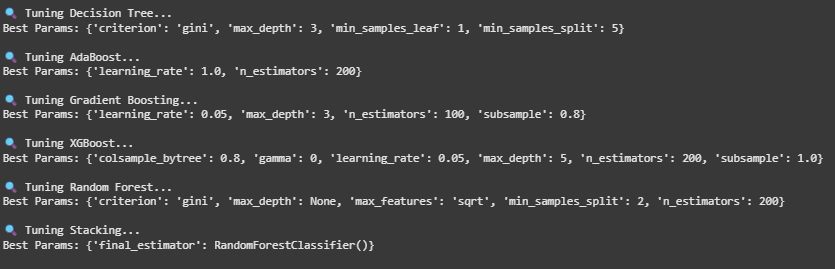 🔍 Tuning Decision Tree...
Best Params: {'criterion': 'gini', 'max_depth': 3, 'min_samples_leaf': 1, 'min_samples_split': 5}
🔍 Tuning AdaBoost...
Best Params: {'learning_rate': 1.0, 'n_estimators': 200}
🔍 Tuning Gradient Boosting...
Best Params: {'learning_rate': 0.05, 'max_depth': 3, 'n_estimators': 100, 'subsample': 0.8}
🔍 Tuning XGBoost...
Best Params: {'colsample_bytree': 0.8, 'gamma': 0, 'learning_rate': 0.05, 'max_depth': 5, 'n_estimators': 200, 'subsample': 1.0}
🔍 Tuning Random Forest...
Best Params: {'criterion': 'gini', 'max_depth': None, 'max_features': 'sqrt', 'min_samples_split': 2, 'n_estimators': 200}
🔍 Tuning Stacking...
Best Params: {'final_estimator': RandomForestClassifier()}